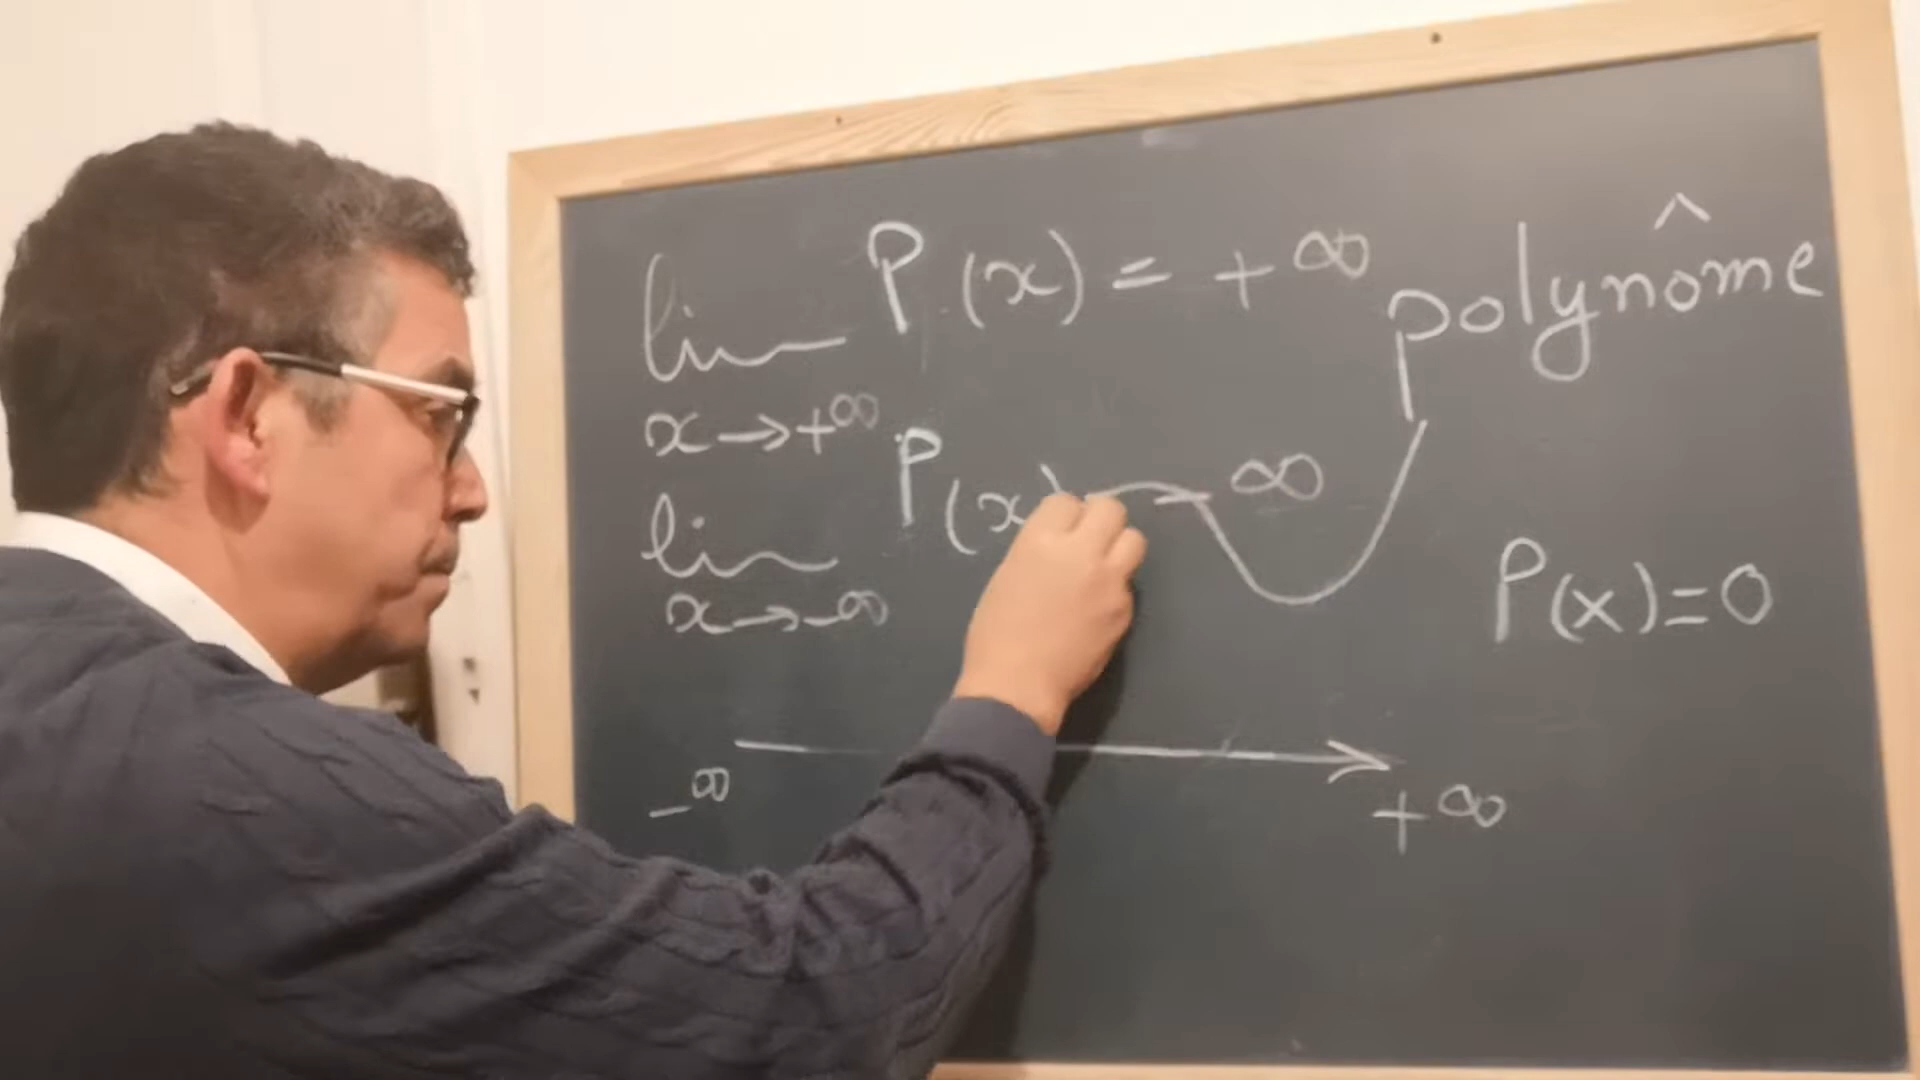 lim P(x) = +∞
x→+∞
polynôme
lim P(x) – ∞
x→-∞
P(x)=0
-∞ +∞